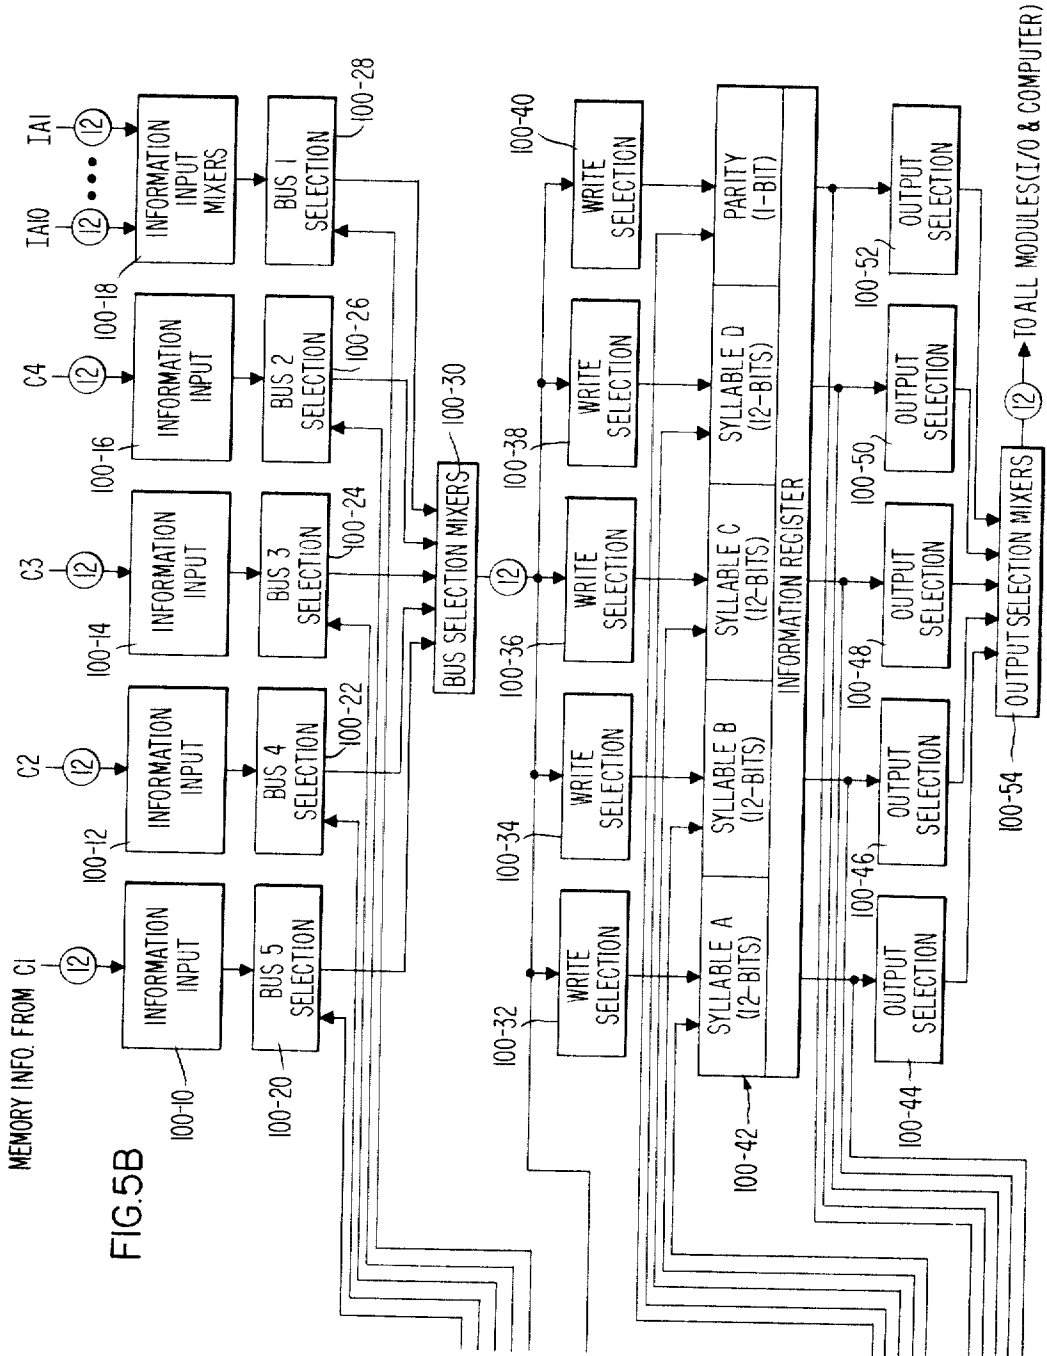 FIG.5B
MEMORY INFO. FROM C1
C2
C3
C4
IA10
IA1
12
12
12
12
12
12
INFORMATION
INPUT
INFORMATION
INPUT
INFORMATION
INPUT
INFORMATION
INPUT
INFORMATION
INPUT
MIXERS
100-10
100-12
100-14
100-16
100-18
BUS 5
SELECTION
BUS 4
SELECTION
BUS 3
SELECTION
BUS 2
SELECTION
BUS 1
SELECTION
100-20
100-22
100-24
100-26
100-28
BUS SELECTION MIXERS
100-30
12
WRITE
SELECTION
WRITE
SELECTION
WRITE
SELECTION
WRITE
SELECTION
WRITE
SELECTION
100-32
100-34
100-36
100-38
100-40
SYLLABLE A
(12-BITS)
SYLLABLE B
(12-BITS)
SYLLABLE C
(12-BITS)
SYLLABLE D
(12-BITS)
PARITY
(1-BIT)
INFORMATION REGISTER
100-42
OUTPUT
SELECTION
OUTPUT
SELECTION
OUTPUT
SELECTION
OUTPUT
SELECTION
OUTPUT
SELECTION
100-44
100-46
100-48
100-50
100-52
OUTPUT SELECTION MIXERS
100-54
12
TO ALL MODULES (I/O & COMPUTER)